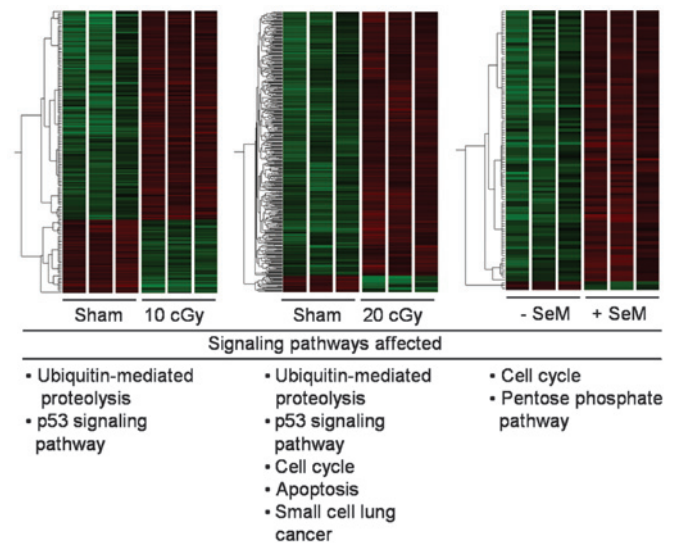 Sham 10 cGy Sham 20 cGy - SeM + SeM
Signaling pathways affected
▪ Ubiquitin-mediated
proteolysis
▪ p53 signaling
pathway
▪ Ubiquitin-mediated
proteolysis
▪ p53 signaling
pathway
▪ Cell cycle
▪ Apoptosis
▪ Small cell lung
cancer
▪ Cell cycle
▪ Pentose phosphate
pathway